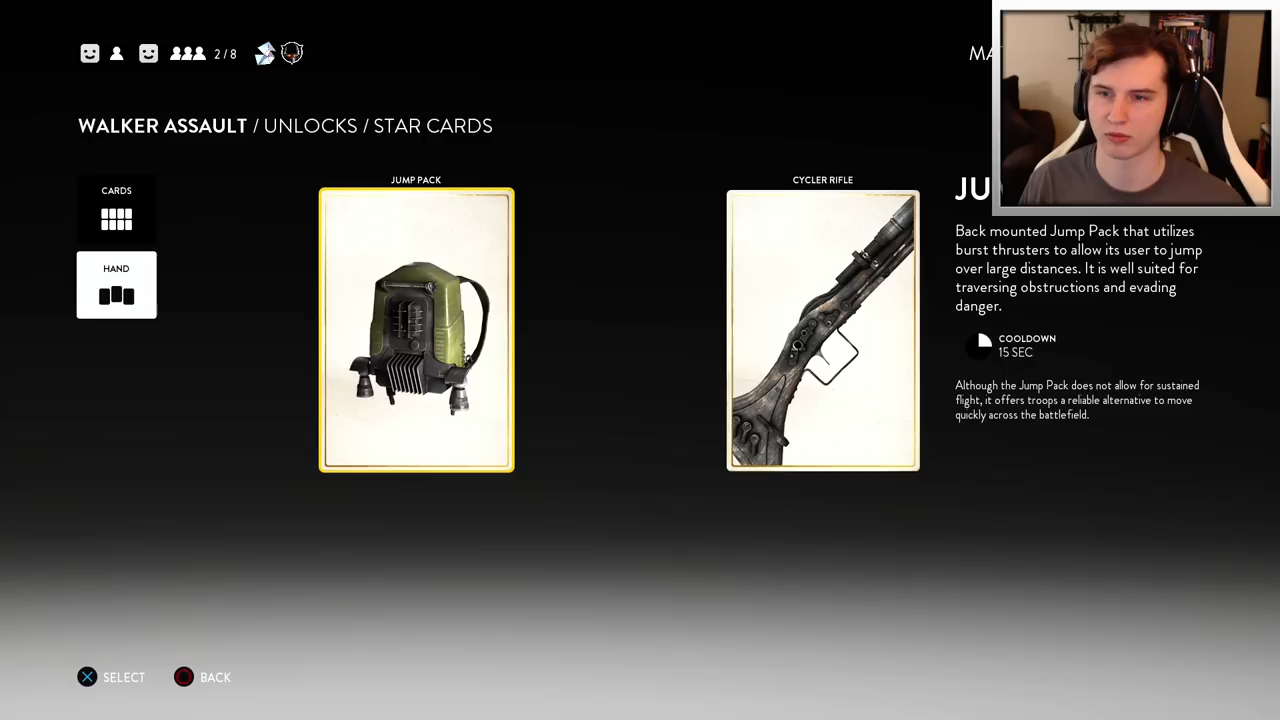 2 / 8
MA
WALKER ASSAULT / UNLOCKS / STAR CARDS
CARDS
HAND
JUMP PACK
CYCLER RIFLE
JU
Back mounted Jump Pack that utilizes
burst thrusters to allow its user to jump
over large distances. It is well suited for
traversing obstructions and evading
danger.
COOLDOWN
15 SEC
Although the Jump Pack does not allow for sustained
flight, it offers troops a reliable alternative to move
quickly across the battlefield.
SELECT
BACK